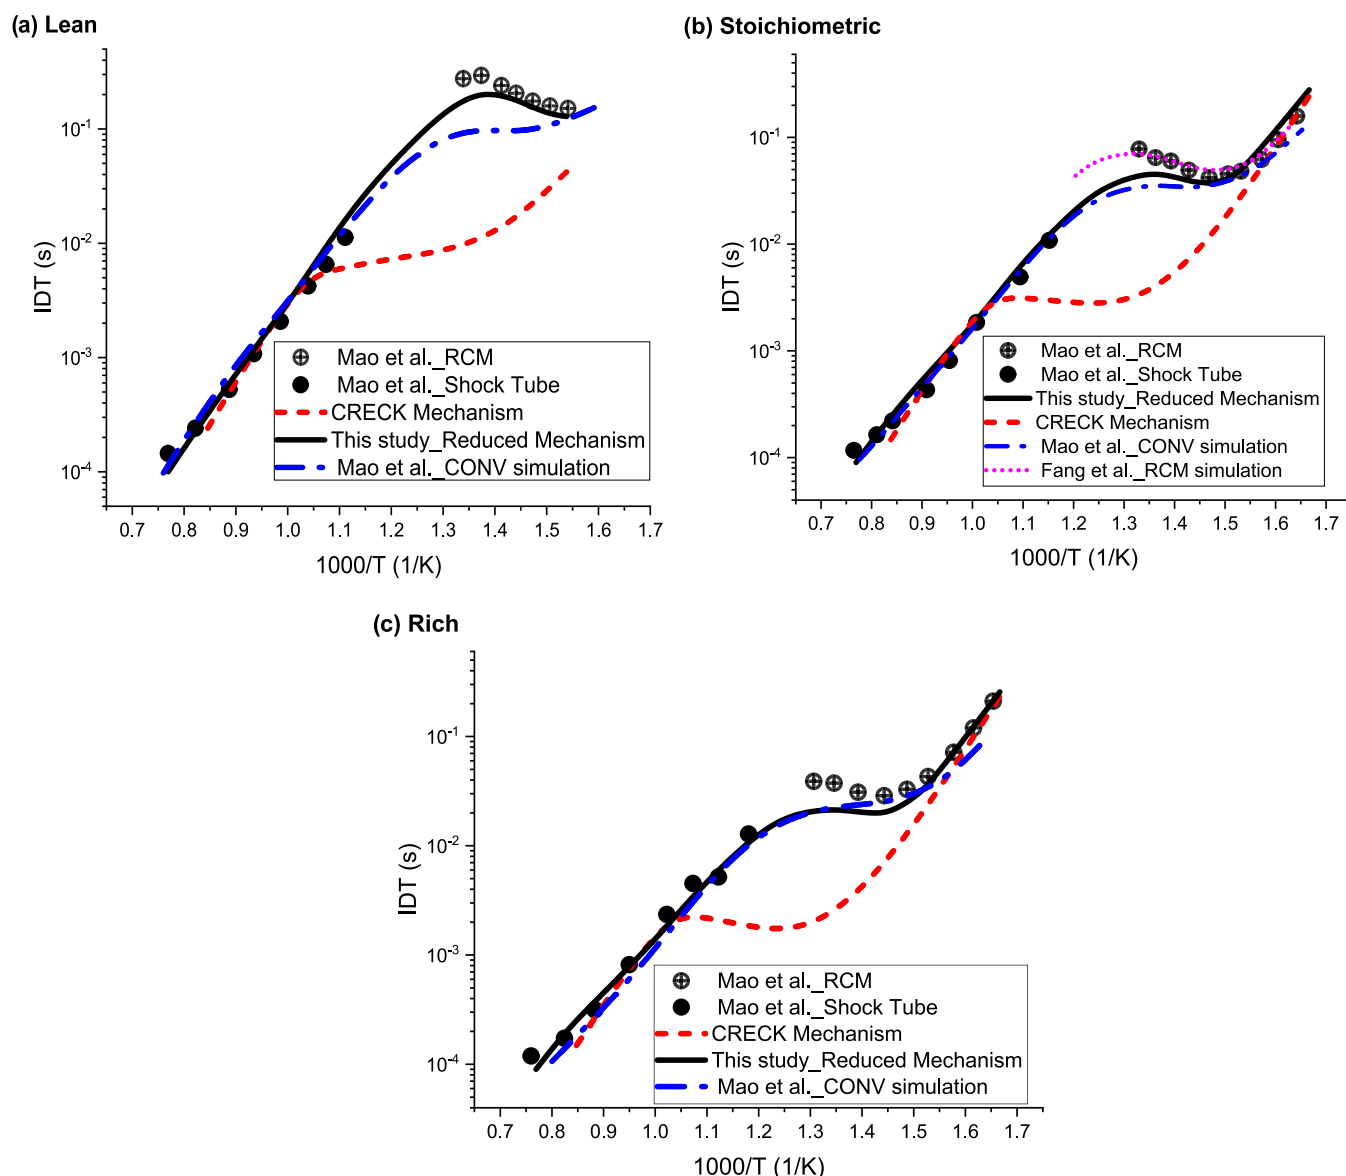 (a) Lean
IDT (s)
10⁻¹
10⁻²
10⁻³
10⁻⁴
Mao et al._RCM
Mao et al._Shock Tube
CRECK Mechanism
This study_Reduced Mechanism
Mao et al._CONV simulation
0.7 0.8 0.9 1.0 1.1 1.2 1.3 1.4 1.5 1.6 1.7
1000/T (1/K)
(b) Stoichiometric
IDT (s)
10⁻¹
10⁻²
10⁻³
10⁻⁴
Mao et al._RCM
Mao et al._Shock Tube
This study_Reduced Mechanism
CRECK Mechanism
Mao et al._CONV simulation
Fang et al._RCM simulation
0.7 0.8 0.9 1.0 1.1 1.2 1.3 1.4 1.5 1.6 1.7
1000/T (1/K)
(c) Rich
IDT (s)
10⁻¹
10⁻²
10⁻³
10⁻⁴
Mao et al._RCM
Mao et al._Shock Tube
CRECK Mechanism
This study_Reduced Mechanism
Mao et al._CONV simulation
0.7 0.8 0.9 1.0 1.1 1.2 1.3 1.4 1.5 1.6 1.7
1000/T (1/K)